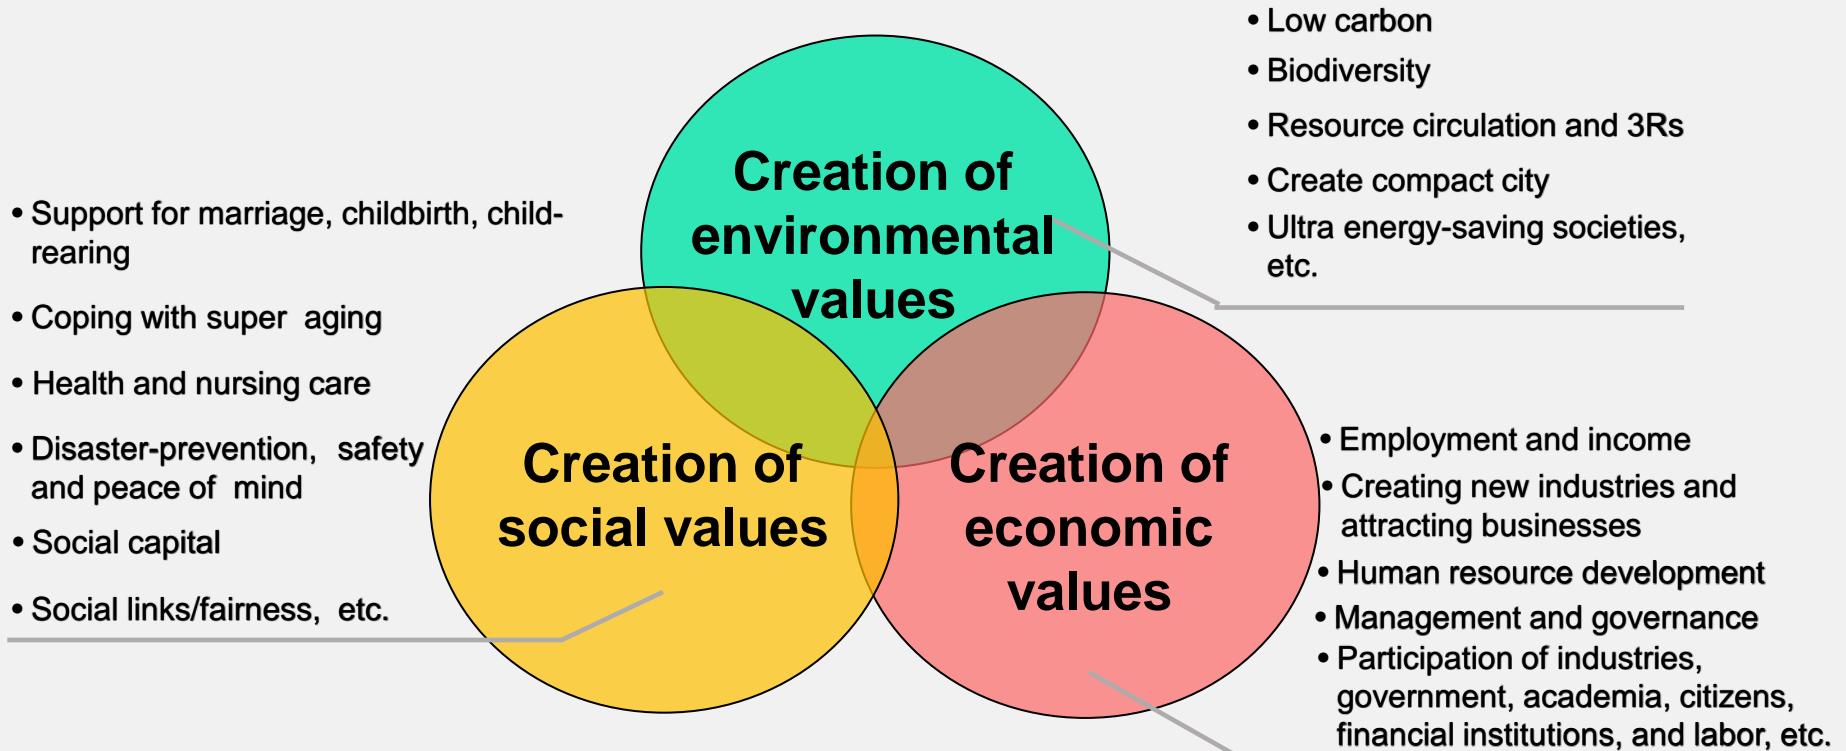 • Low carbon
• Biodiversity
• Resource circulation and 3Rs
• Create compact city
• Ultra energy-saving societies,
etc.
Creation of
environmental
values
• Support for marriage, childbirth, child-
rearing
• Coping with super aging
• Health and nursing care
• Disaster-prevention, safety
and peace of mind
• Social capital
• Social links/fairness, etc.
Creation of
social values
Creation of
economic
values
• Employment and income
• Creating new industries and
attracting businesses
• Human resource development
• Management and governance
• Participation of industries,
government, academia, citizens,
financial institutions, and labor, etc.